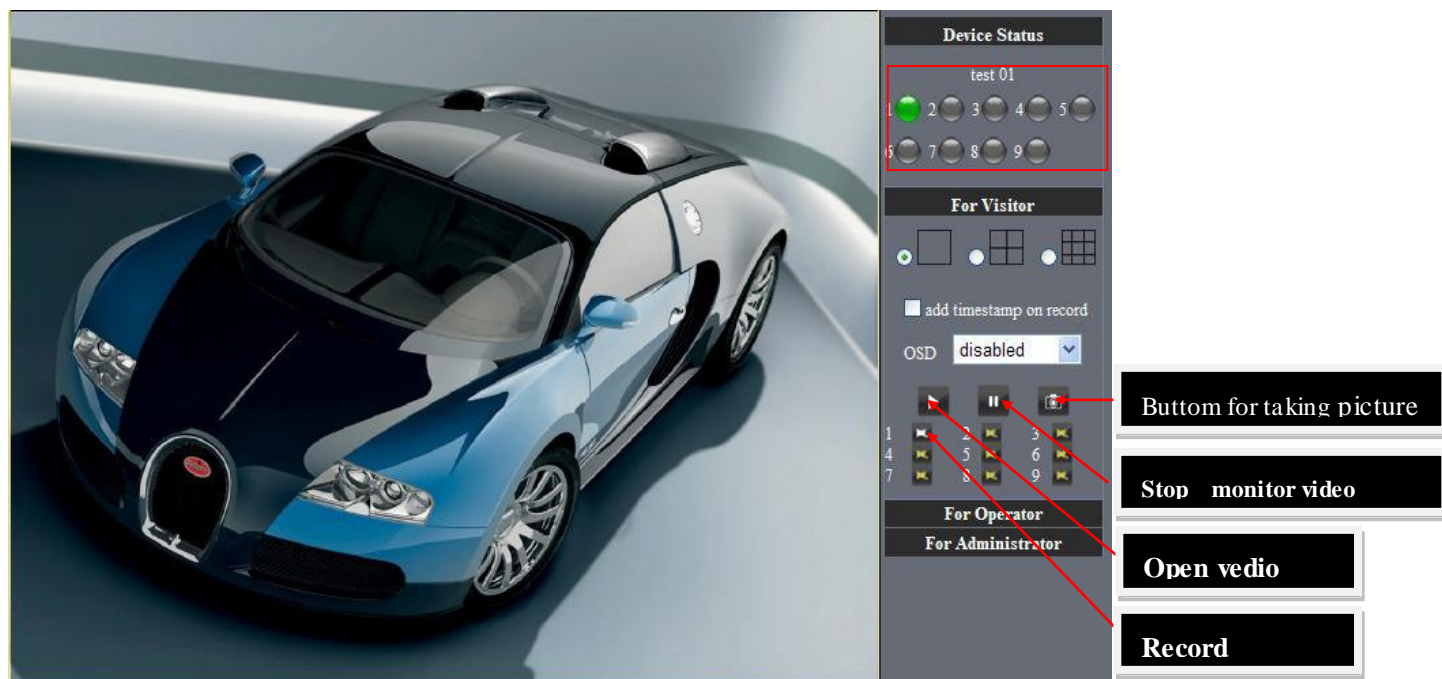 Device Status
test 01
1 2 3 4 5
6 7 8 9
For Visitor
add timestamp on record
OSD disabled
1 2 3
4 5 6
7 8 9
For Operator
For Administrator
Buttom for taking picture
Stop monitor video
Open vedio
Record